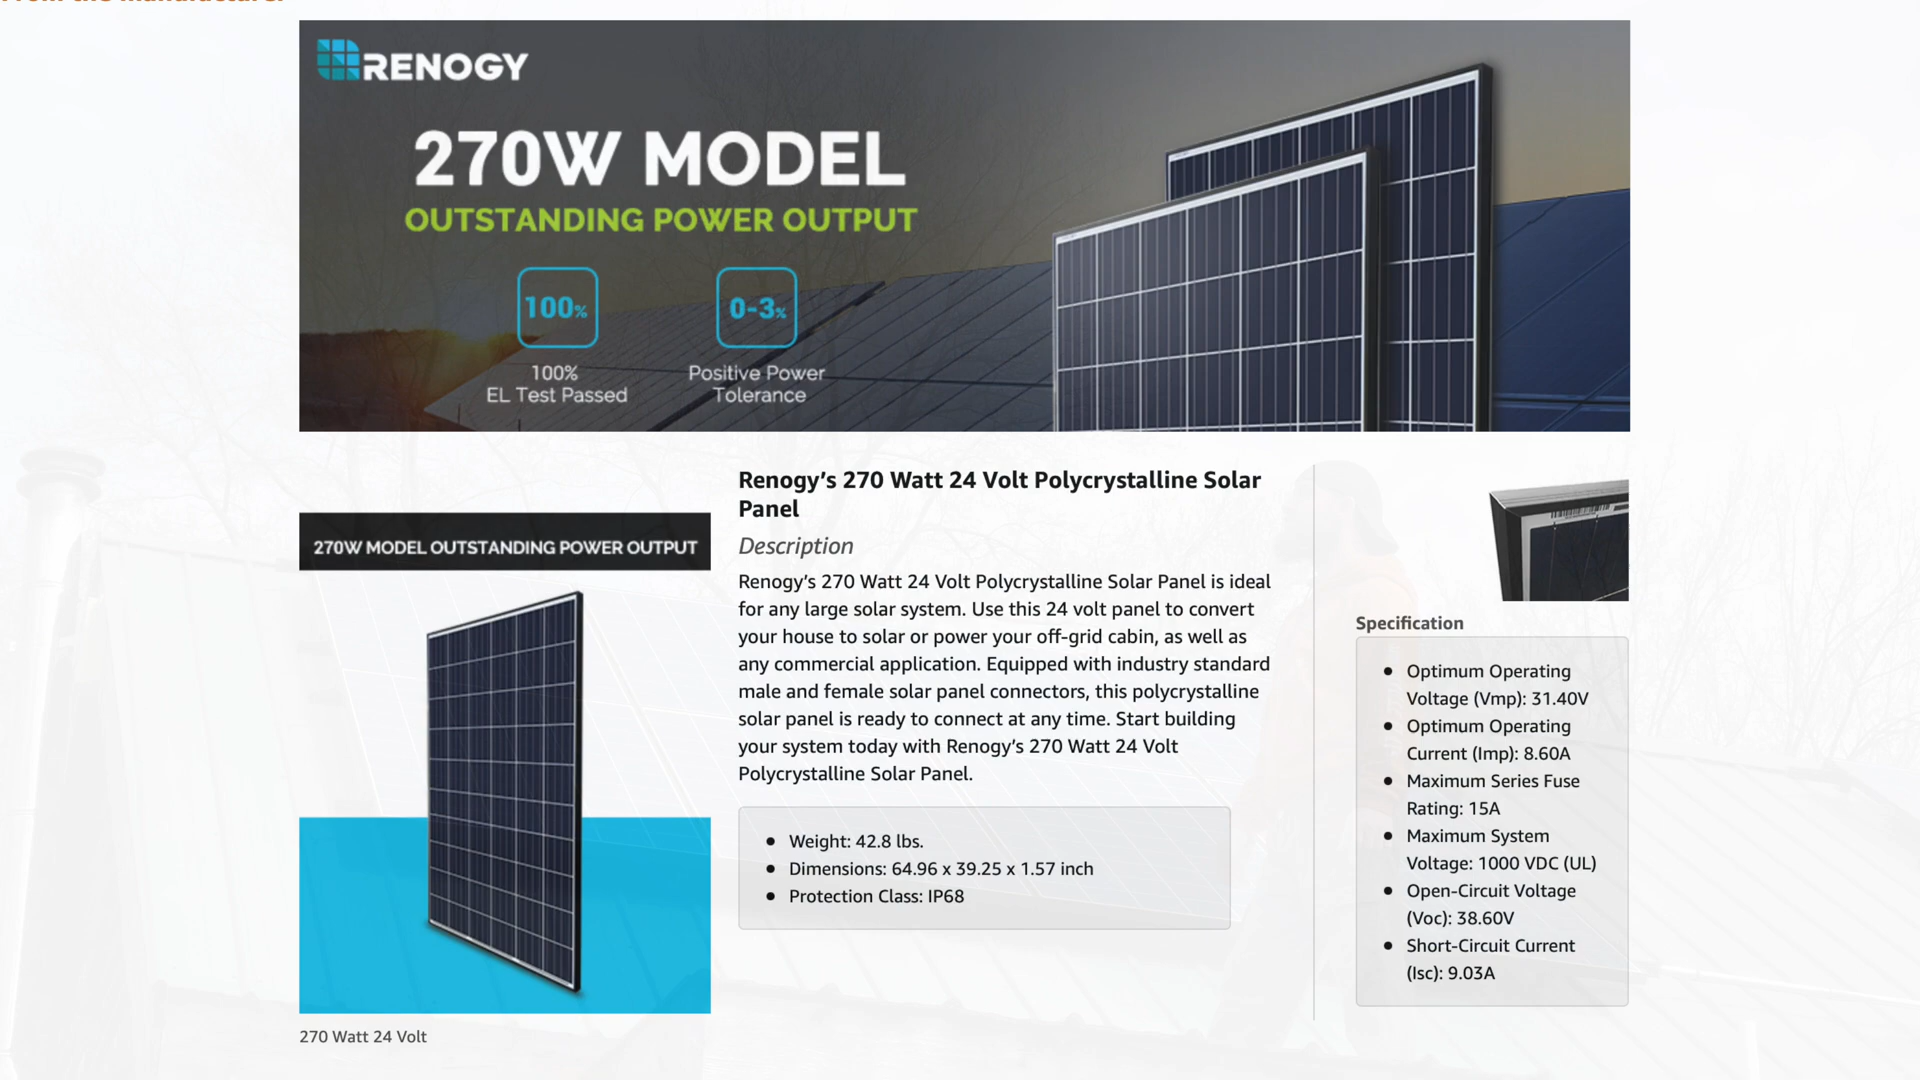 From the manufacturer
RENOGY
270W MODEL
OUTSTANDING POWER OUTPUT
100%
0-3%
100%
EL Test Passed
Positive Power
Tolerance
270W MODEL OUTSTANDING POWER OUTPUT
270 Watt 24 Volt
Renogy’s 270 Watt 24 Volt Polycrystalline Solar
Panel
Description
Renogy’s 270 Watt 24 Volt Polycrystalline Solar Panel is ideal
for any large solar system. Use this 24 volt panel to convert
your house to solar or power your off-grid cabin, as well as
any commercial application. Equipped with industry standard
male and female solar panel connectors, this polycrystalline
solar panel is ready to connect at any time. Start building
your system today with Renogy’s 270 Watt 24 Volt
Polycrystalline Solar Panel.
• Weight: 42.8 lbs.
• Dimensions: 64.96 x 39.25 x 1.57 inch
• Protection Class: IP68
Specification
• Optimum Operating
Voltage (Vmp): 31.40V
• Optimum Operating
Current (Imp): 8.60A
• Maximum Series Fuse
Rating: 15A
• Maximum System
Voltage: 1000 VDC (UL)
• Open-Circuit Voltage
(Voc): 38.60V
• Short-Circuit Current
(Isc): 9.03A